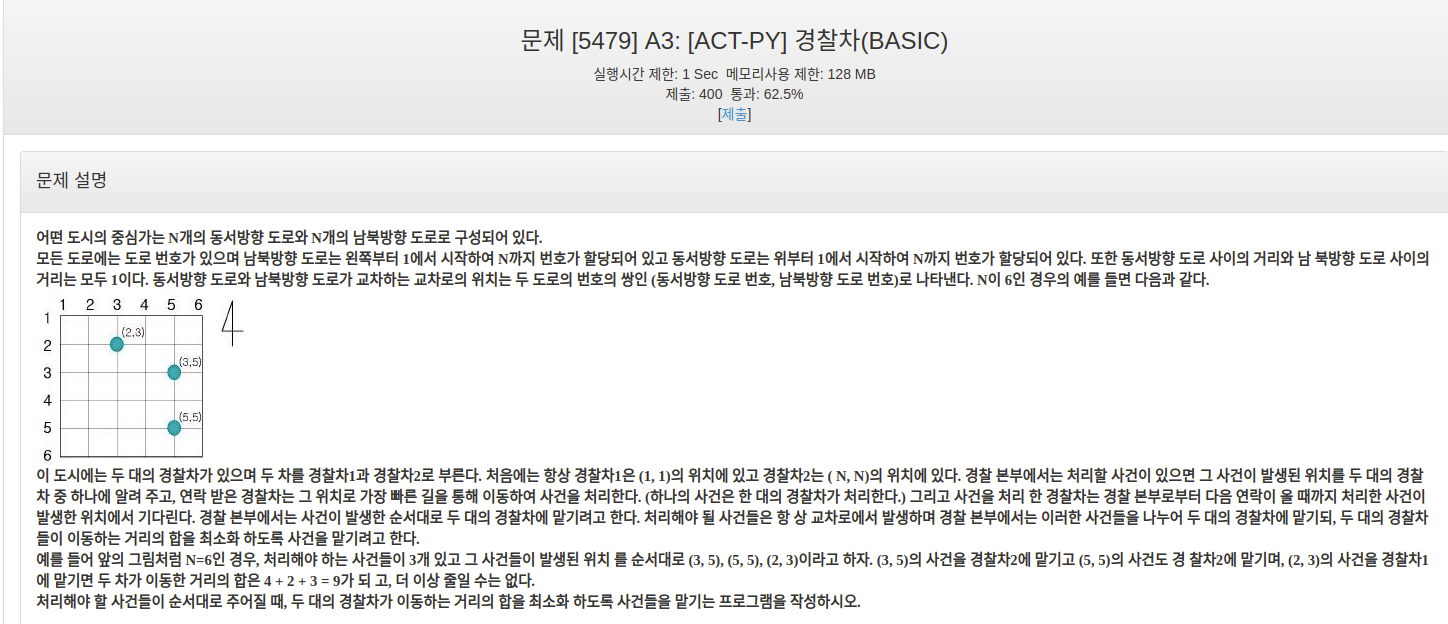 문제 [5479] A3: [ACT-PY] 경찰차(BASIC)
실행시간 제한: 1 Sec 메모리사용 제한: 128 MB
제출: 400 통과: 62.5%
[제출]
문제 설명
어떤 도시의 중심가는 N개의 동서방향 도로와 N개의 남북방향 도로로 구성되어 있다.
모든 도로에는 도로 번호가 있으며 남북방향 도로는 왼쪽부터 1에서 시작하여 N까지 번호가 할당되어 있고 동서방향 도로는 위부터 1에서 시작하여 N까지 번호가 할당되어 있다. 또한 동서방향 도로 사이의 거리와 남 북방향 도로 사이의
거리는 모두 1이다. 동서방향 도로와 남북방향 도로가 교차하는 교차로의 위치는 두 도로의 번호의 쌍인 (동서방향 도로 번호, 남북방향 도로 번호)로 나타낸다. N이 6인 경우의 예를 들면 다음과 같다.
1 2 3 4 5 6
1
4
(2,3)
2
(3,5)
3
4
(5,5)
5
6
이 도시에는 두 대의 경찰차가 있으며 두 차를 경찰차1과 경찰차2로 부른다. 처음에는 항상 경찰차1은 (1, 1)의 위치에 있고 경찰차2는 ( N, N)의 위치에 있다. 경찰 본부에서는 처리할 사건이 있으면 그 사건이 발생된 위치를 두 대의 경찰
차 중 하나에 알려 주고, 연락 받은 경찰차는 그 위치로 가장 빠른 길을 통해 이동하여 사건을 처리한다. (하나의 사건은 한 대의 경찰차가 처리한다.) 그리고 사건을 처리 한 경찰차는 경찰 본부로부터 다음 연락이 올 때까지 처리한 사건이
발생한 위치에서 기다린다. 경찰 본부에서는 사건이 발생한 순서대로 두 대의 경찰차에 맡기려고 한다. 처리해야 될 사건들은 항 상 교차로에서 발생하며 경찰 본부에서는 이러한 사건들을 나누어 두 대의 경찰차에 맡기되, 두 대의 경찰차
들이 이동하는 거리의 합을 최소화 하도록 사건을 맡기려고 한다.
예를 들어 앞의 그림처럼 N=6인 경우, 처리해야 하는 사건들이 3개 있고 그 사건들이 발생된 위치 를 순서대로 (3, 5), (5, 5), (2, 3)이라고 하자. (3, 5)의 사건을 경찰차2에 맡기고 (5, 5)의 사건도 경 찰차2에 맡기며, (2, 3)의 사건을 경찰차1
에 맡기면 두 차가 이동한 거리의 합은 4 + 2 + 3 = 9가 되 고, 더 이상 줄일 수는 없다.
처리해야 할 사건들이 순서대로 주어질 때, 두 대의 경찰차가 이동하는 거리의 합을 최소화 하도록 사건들을 맡기는 프로그램을 작성하시오.